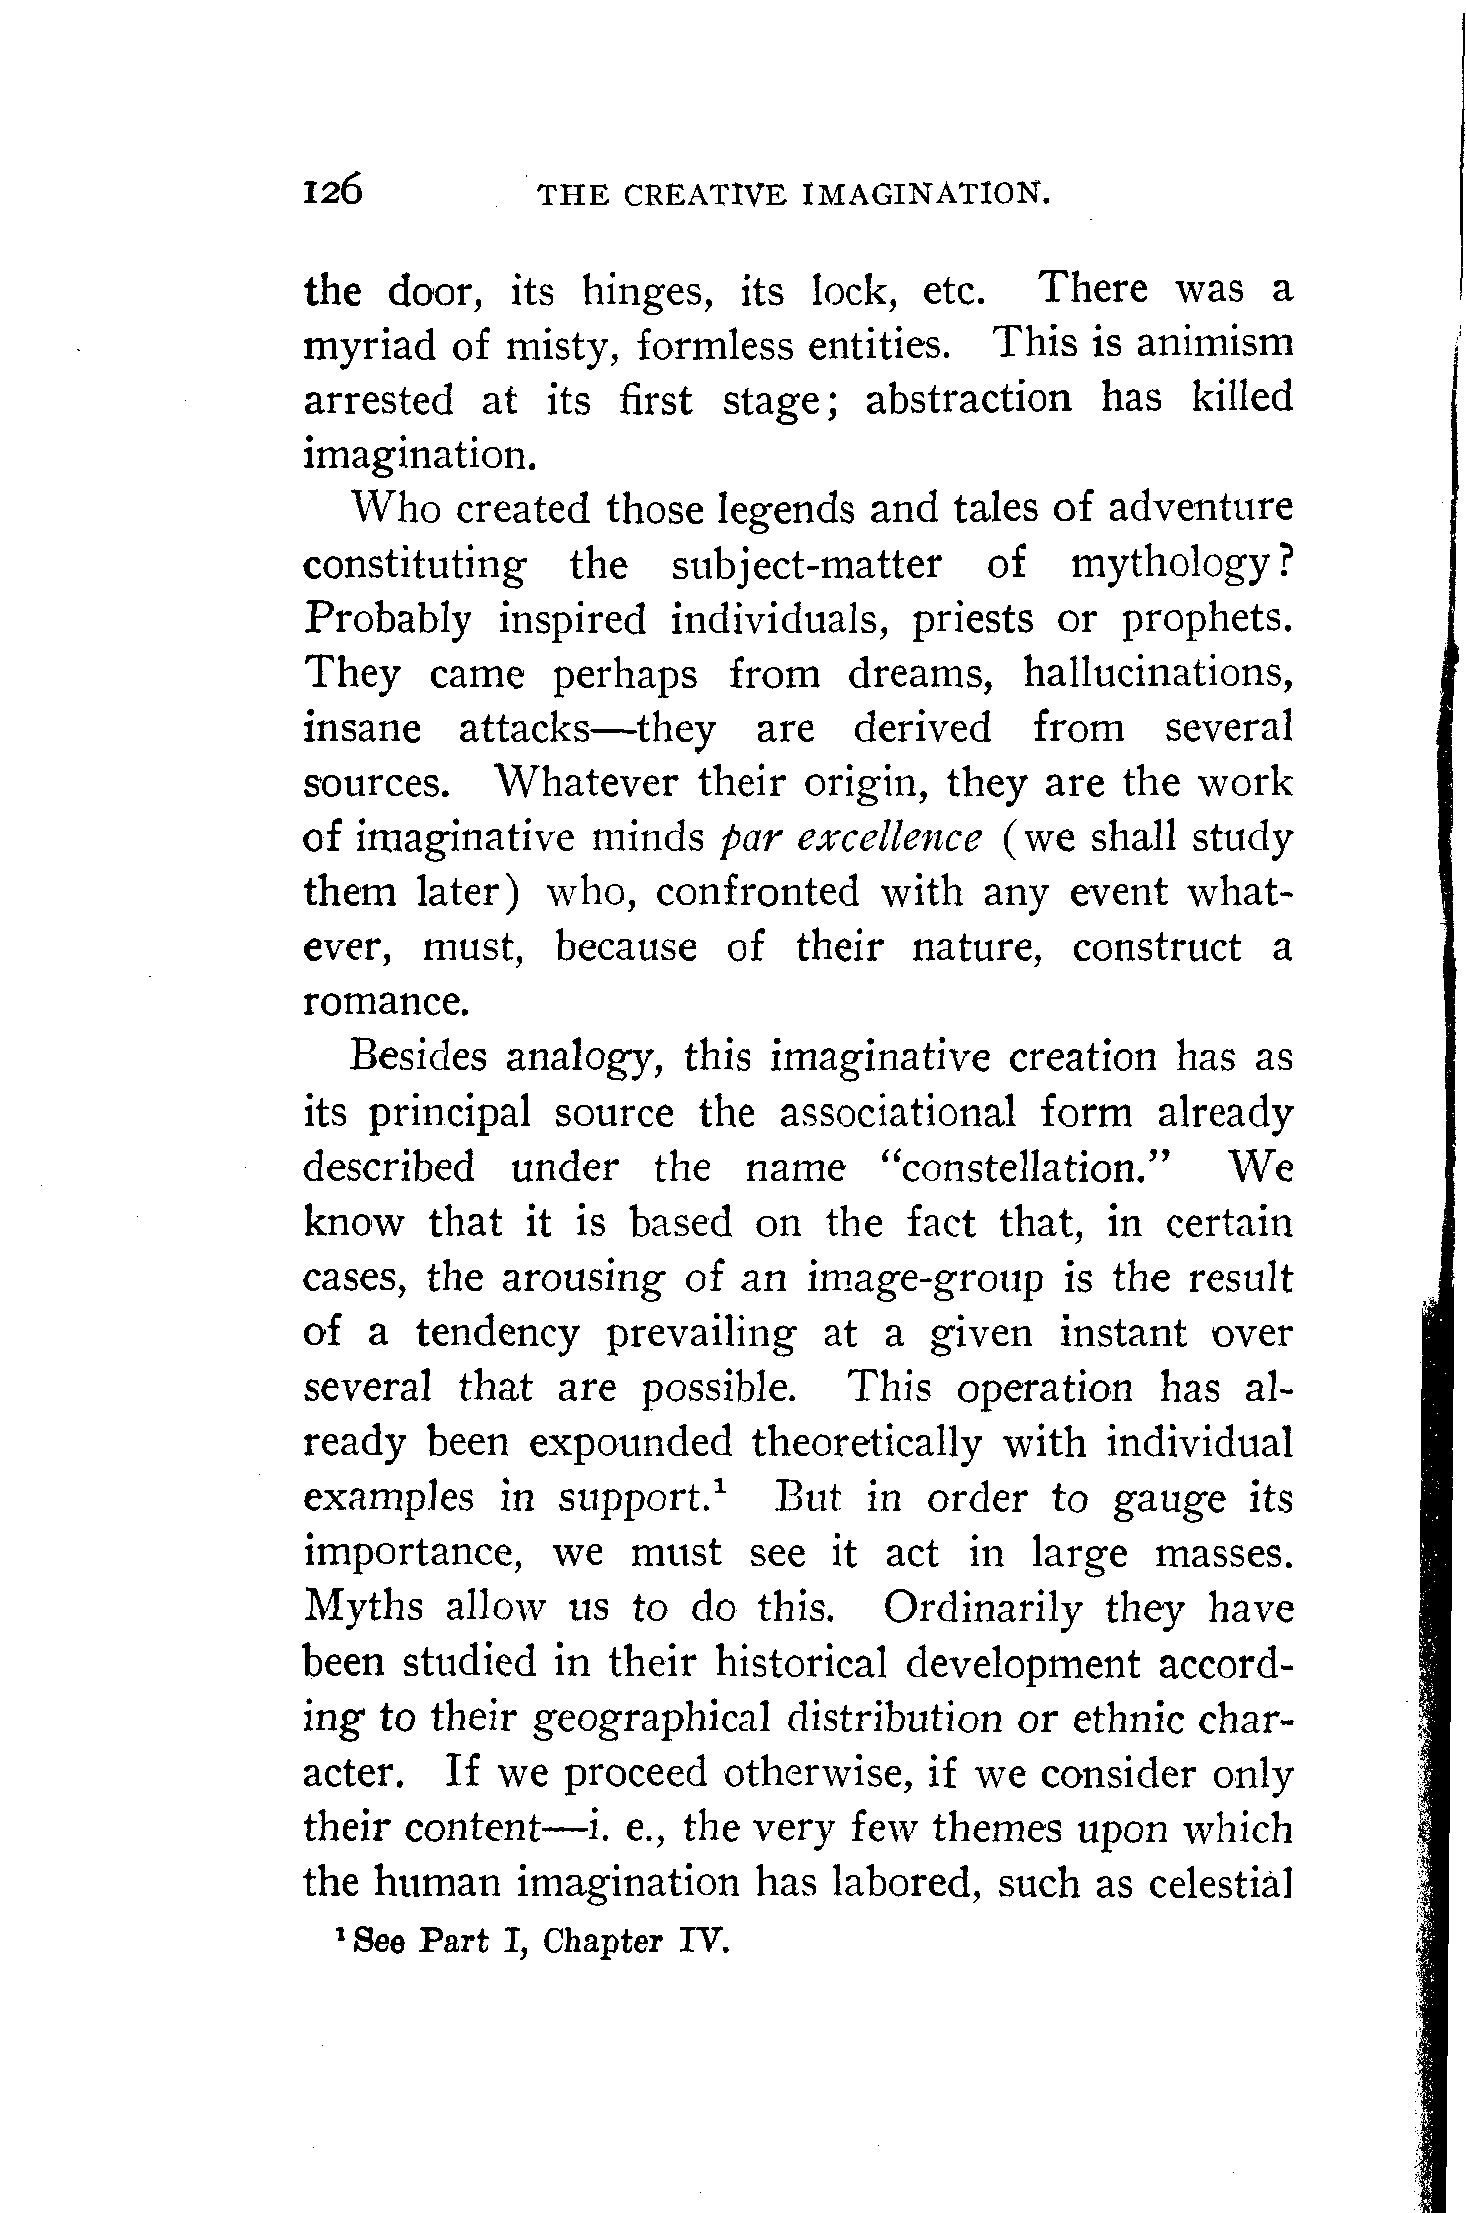 126 THE CREATIVE IMAGINATION.
the door, its hinges, its lock, etc. There was a
myriad of misty, formless entities. This is animism
arrested at its first stage; abstraction has killed
imagination.
Who created those legends and tales of adventure
constituting the subject-matter of mythology?
Probably inspired individuals, priests or prophets.
They came perhaps from dreams, hallucinations,
insane attacks—they are derived from several
sources. Whatever their origin, they are the work
of imaginative minds par excellence (we shall study
them later) who, confronted with any event what-
ever, must, because of their nature, construct a
romance.
Besides analogy, this imaginative creation has as
its principal source the associational form already
described under the name "constellation." We
know that it is based on the fact that, in certain
cases, the arousing of an image-group is the result
of a tendency prevailing at a given instant over
several that are possible. This operation has al-
ready been expounded theoretically with individual
examples in support.¹ But in order to gauge its
importance, we must see it act in large masses.
Myths allow us to do this. Ordinarily they have
been studied in their historical development accord-
ing to their geographical distribution or ethnic char-
acter. If we proceed otherwise, if we consider only
their content—i. e., the very few themes upon which
the human imagination has labored, such as celestial
¹ See Part I, Chapter IV.